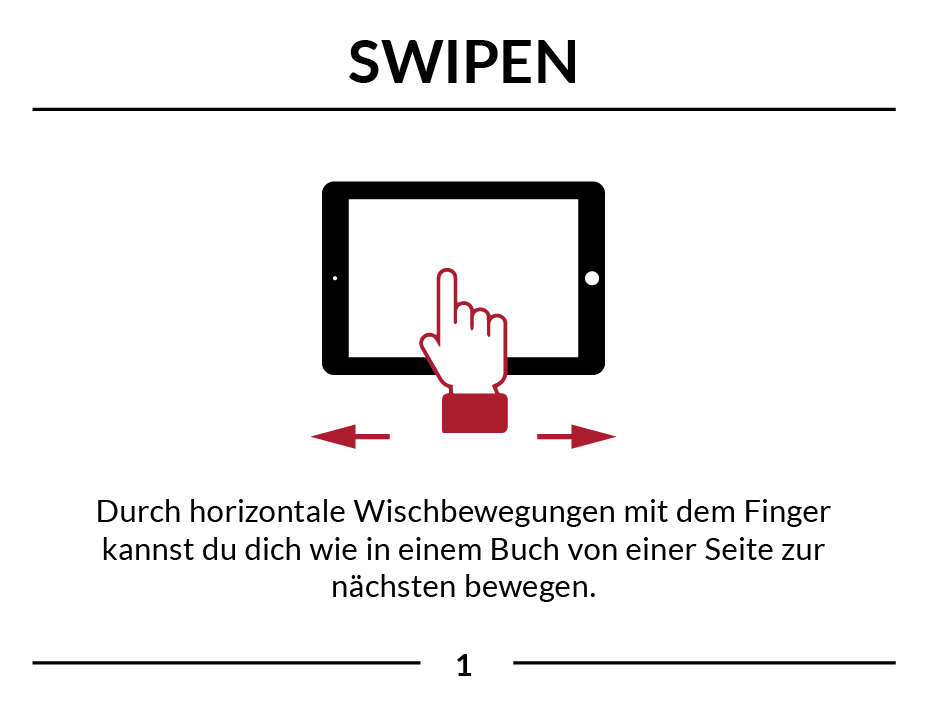 SWIPEN
Durch horizontale Wischbewegungen mit dem Finger
kannst du dich wie in einem Buch von einer Seite zur
nächsten bewegen.
1